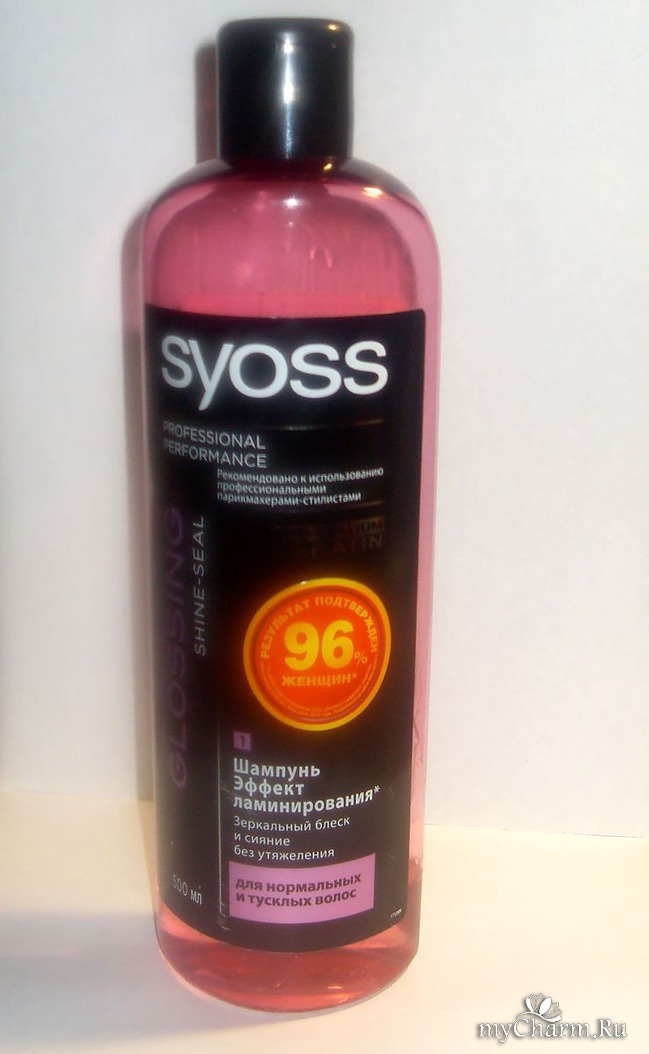 syoss
PROFESSIONAL
PERFORMANCE
Рекомендовано к использованию
профессиональными
парикмахерами-стилистами
GLOSSING
SHINE-SEAL
РЕЗУЛЬТАТ ПОДТВЕРЖДЕН
96%
ЖЕНЩИН*
1
Шампунь
Эффект
ламинирования*
Зеркальный блеск
и сияние
без утяжеления
для нормальных
и тусклых волос
500 мл
myCharm.Ru